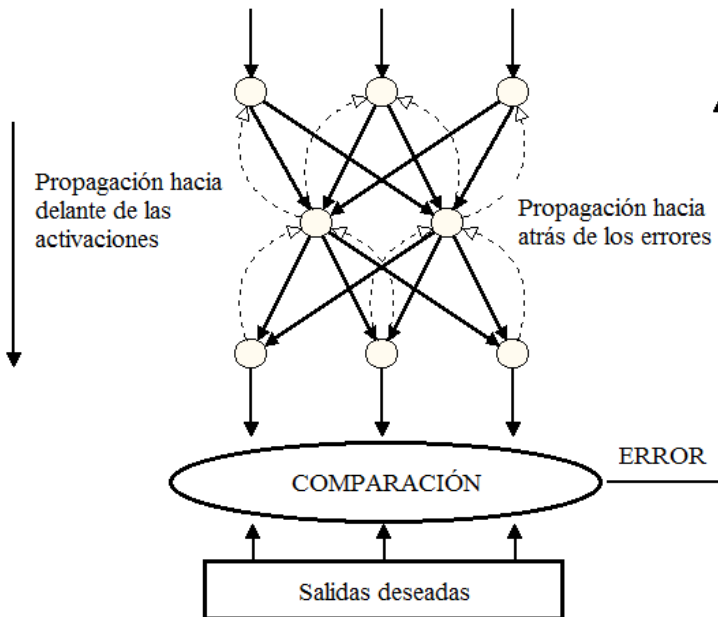 Propagación hacia
delante de las
activaciones
Propagación hacia
atrás de los errores
ERROR
COMPARACIÓN
Salidas deseadas